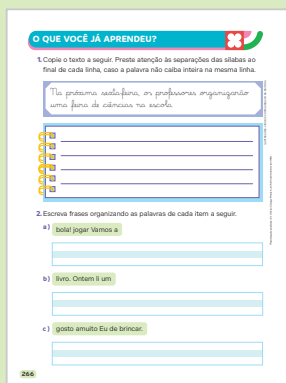 O QUE VOCÊ JÁ APRENDEU?
1. Copie o texto a seguir. Preste atenção às separações das sílabas ao
final de cada linha, caso a palavra não caiba inteira na mesma linha.
Na próxima sexta-feira, os professores organizarão
uma feira de ciências na escola.
2. Escreva frases organizando as palavras de cada item a seguir.
a) bola! jogar Vamos a
b) livro. Ontem li um
c) gosto amuito Eu de brincar.
266